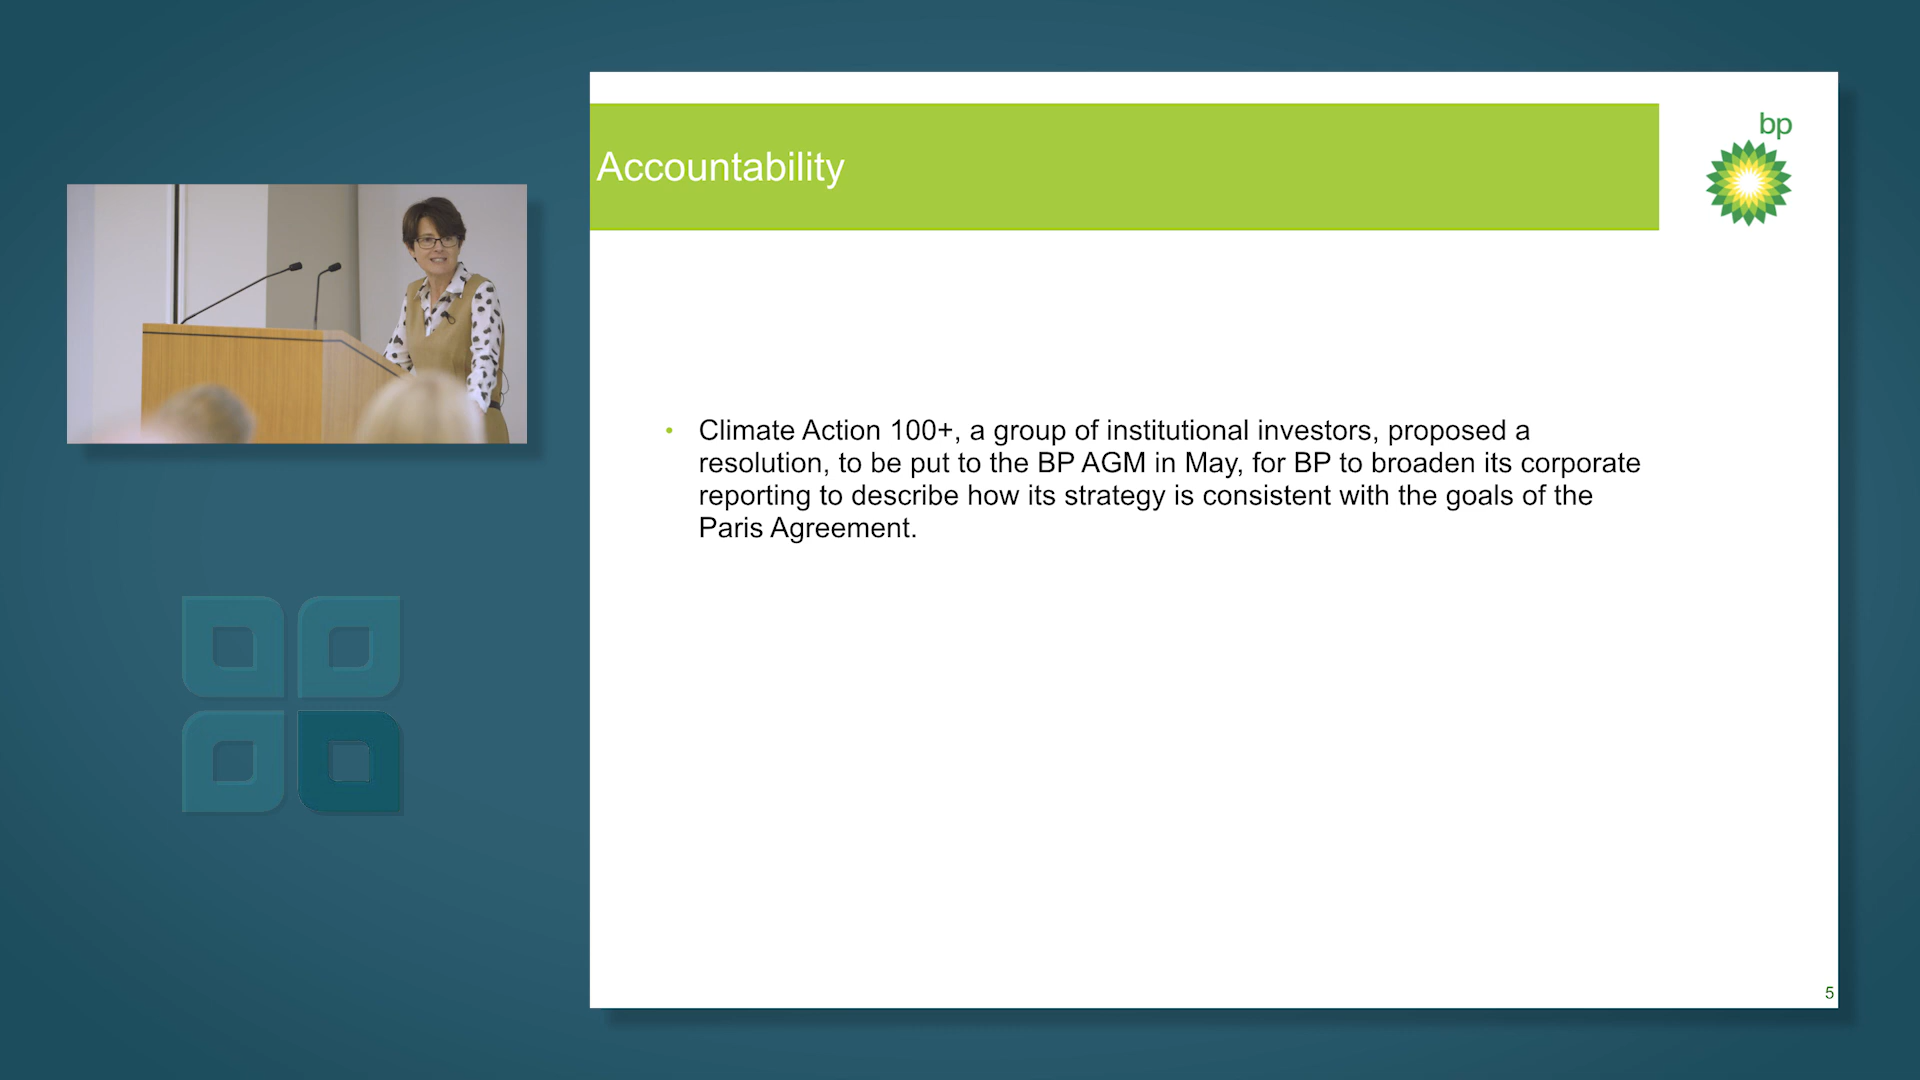 bp
Accountability
• Climate Action 100+, a group of institutional investors, proposed a
resolution, to be put to the BP AGM in May, for BP to broaden its corporate
reporting to describe how its strategy is consistent with the goals of the
Paris Agreement.
5